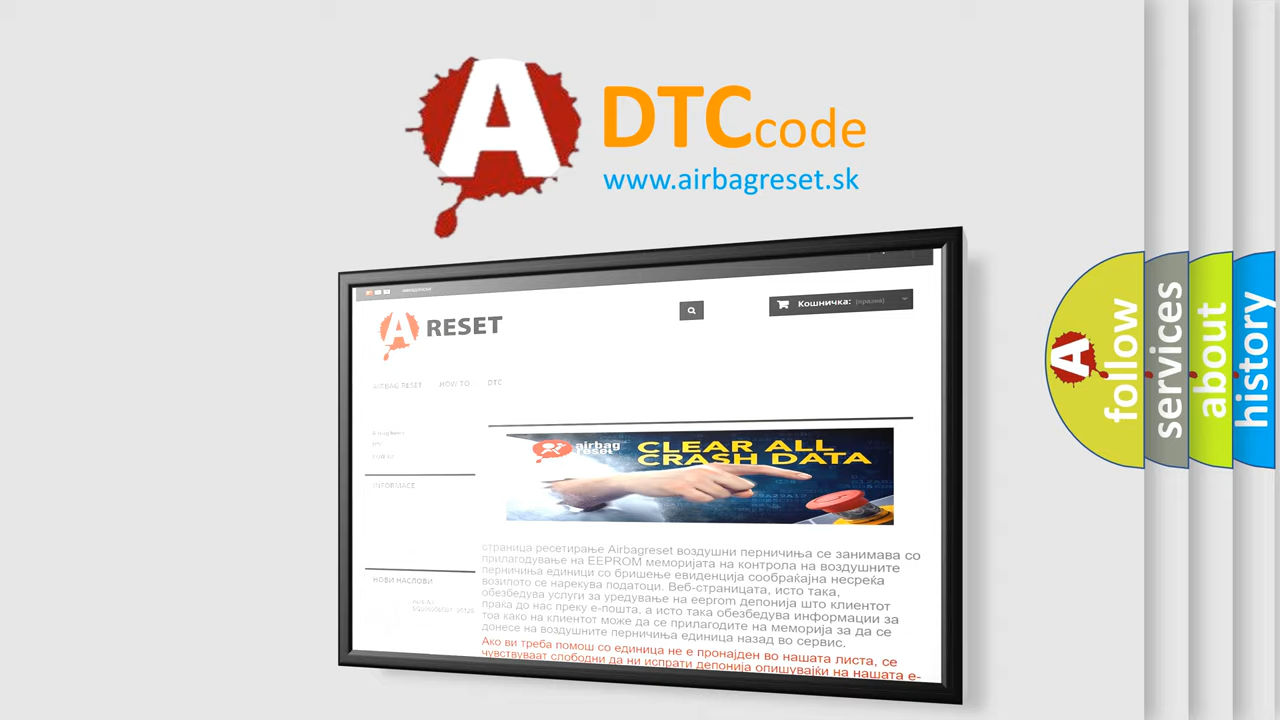 A
DTCcode
www.airbagreset.sk
A RESET
Кошничка: (празна)
AIRBAG RESET HOW TO DTC
INFORMACE
airbag
reset
CLEAR ALL
CRASH DATA
страница ресетирање Airbagreset воздушни перничиња се занимава со
прилагодување на EEPROM меморијата на контрола на воздушните
перничиња единици со бришење евиденција сообраќајна несреќа
возилото се нарекува податоци. Веб-страницата, исто така,
обезбедува услуги за уредување на eeprom депонија што клиентот
праќа до нас преку е-пошта, а исто така обезбедува информации за
тоа како на клиентот може да се прилагодите на меморија за да се
донесе на воздушните перничиња единица назад во сервис.
НОВИ НАСЛОВИ
Ако ви треба помош со единица не е пронајден во нашата листа, се
чувствуваат слободни да ни испрати депонија опишувајќи на нашата е-
A
follow
services
about
history